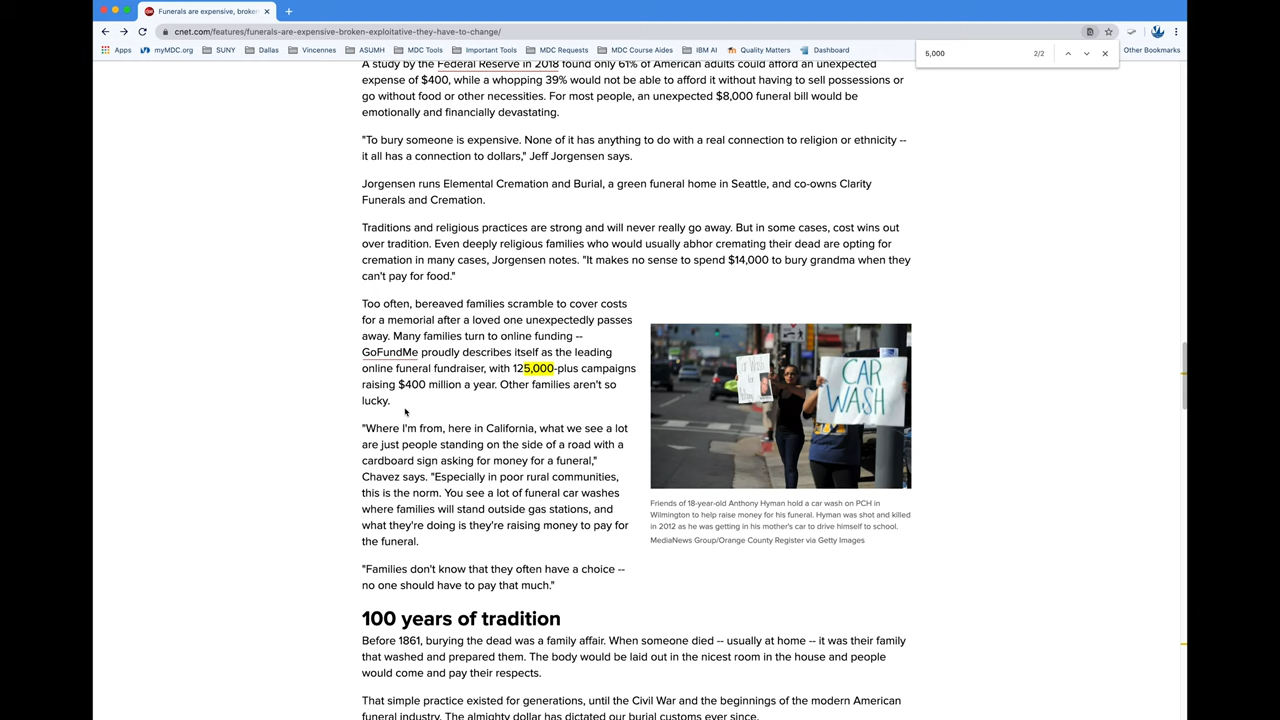 Funerals are expensive, broken
cnet.com/features/funerals-are-expensive-broken-exploitative-they-have-to-change/
Apps myMDC.org SUNY Dallas Vincennes ASUMH MDC Tools Important Tools MDC Requests MDC Course Aides IBM AI Quality Matters Dashboard Other Bookmarks
5,000 2/2
A study by the Federal Reserve in 2018 found only 61% of American adults could afford an unexpected
expense of $400, while a whopping 39% would not be able to afford it without having to sell possessions or
go without food or other necessities. For most people, an unexpected $8,000 funeral bill would be
emotionally and financially devastating.
"To bury someone is expensive. None of it has anything to do with a real connection to religion or ethnicity --
it all has a connection to dollars," Jeff Jorgensen says.
Jorgensen runs Elemental Cremation and Burial, a green funeral home in Seattle, and co-owns Clarity
Funerals and Cremation.
Traditions and religious practices are strong and will never really go away. But in some cases, cost wins out
over tradition. Even deeply religious families who would usually abhor cremating their dead are opting for
cremation in many cases, Jorgensen notes. "It makes no sense to spend $14,000 to bury grandma when they
can't pay for food."
Too often, bereaved families scramble to cover costs
for a memorial after a loved one unexpectedly passes
away. Many families turn to online funding --
GoFundMe proudly describes itself as the leading
online funeral fundraiser, with 125,000-plus campaigns
raising $400 million a year. Other families aren't so
lucky.
"Where I'm from, here in California, what we see a lot
are just people standing on the side of a road with a
cardboard sign asking for money for a funeral,"
Chavez says. "Especially in poor rural communities,
this is the norm. You see a lot of funeral car washes
where families will stand outside gas stations, and
what they're doing is they're raising money to pay for
the funeral.
"Families don't know that they often have a choice --
no one should have to pay that much."
Car Wash
for
CAR
WASH
Friends of 18-year-old Anthony Hyman hold a car wash on PCH in
Wilmington to help raise money for his funeral. Hyman was shot and killed
in 2012 as he was getting in his mother's car to drive himself to school.
MediaNews Group/Orange County Register via Getty Images
100 years of tradition
Before 1861, burying the dead was a family affair. When someone died -- usually at home -- it was their family
that washed and prepared them. The body would be laid out in the nicest room in the house and people
would come and pay their respects.
That simple practice existed for generations, until the Civil War and the beginnings of the modern American
funeral industry. The almighty dollar has dictated our burial customs ever since.